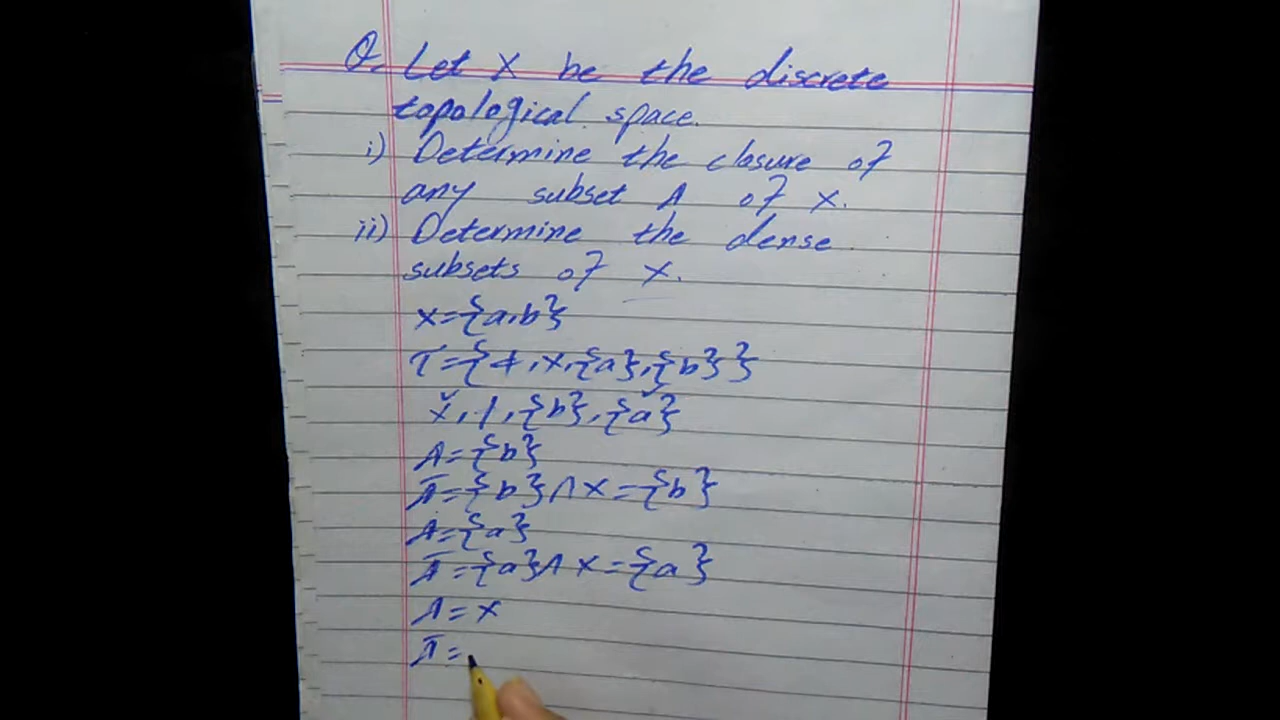 Q. Let X be the discrete
topological space.
i) Determine the closure of
any subset A of X.
ii) Determine the dense
subsets of X.
X={a,b}
τ={ϕ,X,{a},{b}}
X,ϕ,{b},{a}
A={b}
Ā={b}∩X={b}
A={a}
Ā={a}∩X={a}
A=X
Ā=